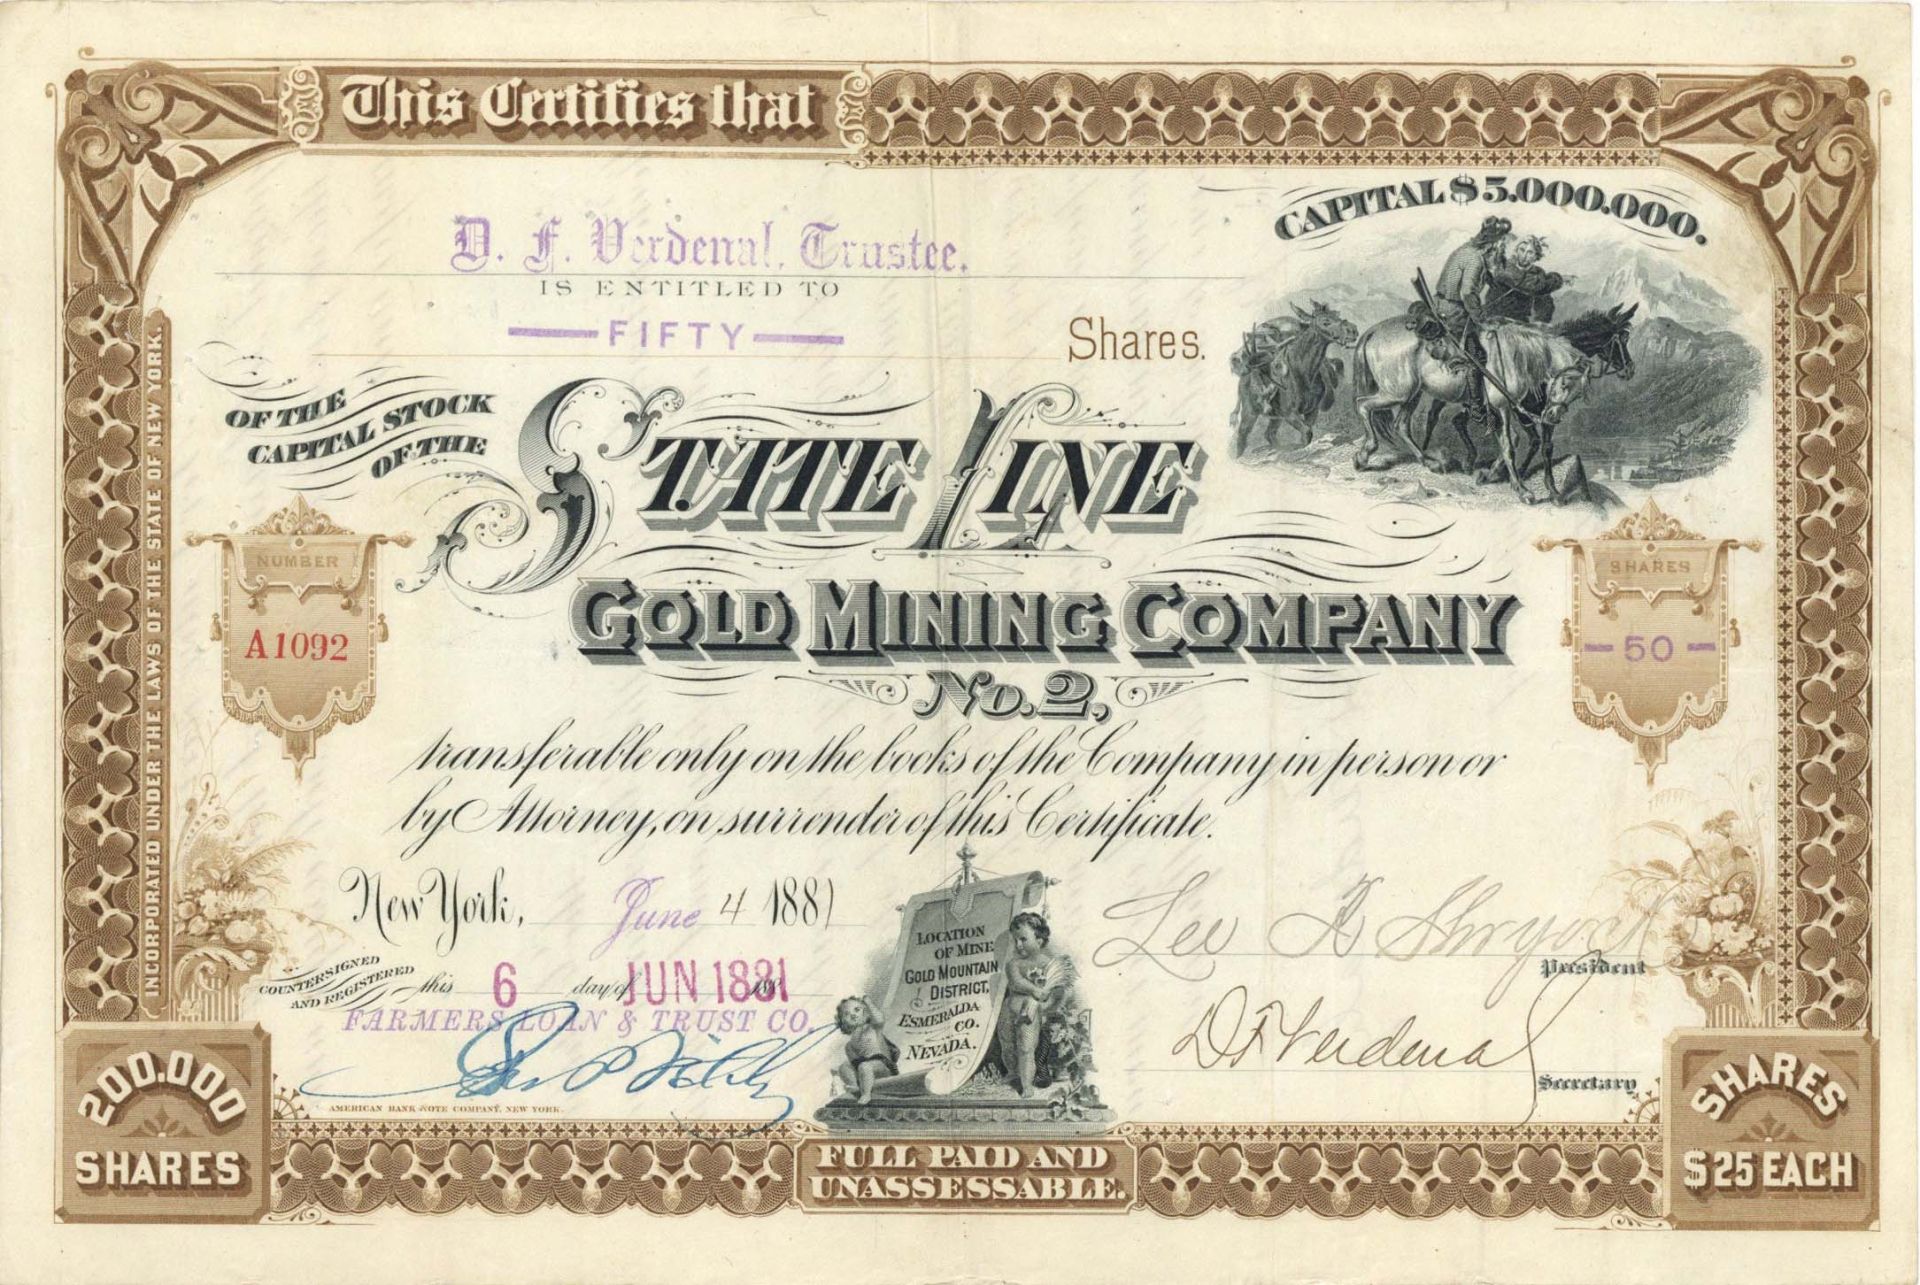 This Certifies that
CAPITAL $5.000.000.
D. F. Verdenal, Trustee.
IS ENTITLED TO
FIFTY
Shares.
OF THE
CAPITAL STOCK
OF THE
STATE LINE
GOLD MINING COMPANY
No. 2,
NUMBER
A1092
SHARES
- 50 -
transferable only on the books of the Company in person or
by Attorney, on surrender of this Certificate.
New York, June 4 1881
COUNTERSIGNED
AND REGISTERED this 6 day of JUN 1881
FARMERS LOAN & TRUST CO.
AMERICAN BANK NOTE COMPANY, NEW YORK.
LOCATION
OF MINE
GOLD MOUNTAIN
DISTRICT,
ESMERALDA
CO.
NEVADA.
Lee B Shryock
President
D F Verdenal
Secretary
INCORPORATED UNDER THE LAWS OF THE STATE OF NEW YORK.
200.000
SHARES
FULL PAID AND
UNASSESSABLE.
SHARES
$25 EACH